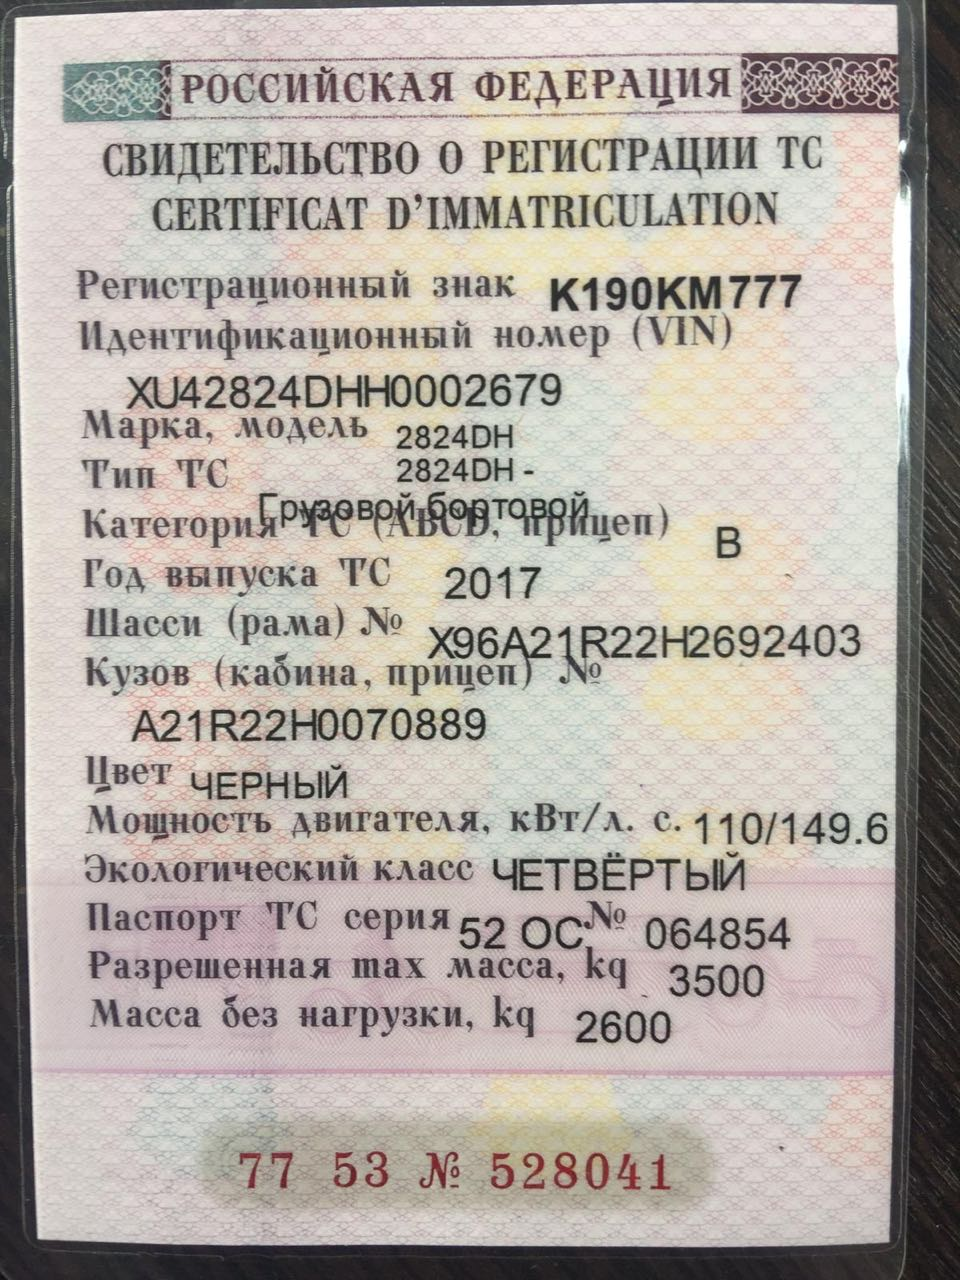 РОССИЙСКАЯ ФЕДЕРАЦИЯ
СВИДЕТЕЛЬСТВО О РЕГИСТРАЦИИ ТС
CERTIFICAT D'IMMATRICULATION
Регистрационный знак К190КМ777
Идентификационный номер (VIN)
XU42824DHH0002679
Марка, модель 2824DH
Тип ТС 2824DH -
Грузовой бортовой
Категория ТС (ABCD, прицеп) B
Год выпуска ТС 2017
Шасси (рама) № X96A21R22H2692403
Кузов (кабина, прицеп) №
A21R22H0070889
Цвет ЧЕРНЫЙ
Мощность двигателя, кВт/л. с. 110/149.6
Экологический класс ЧЕТВЁРТЫЙ
Паспорт ТС серия 52 ОС № 064854
Разрешенная max масса, kq 3500
Масса без нагрузки, kq 2600
77 53 № 528041